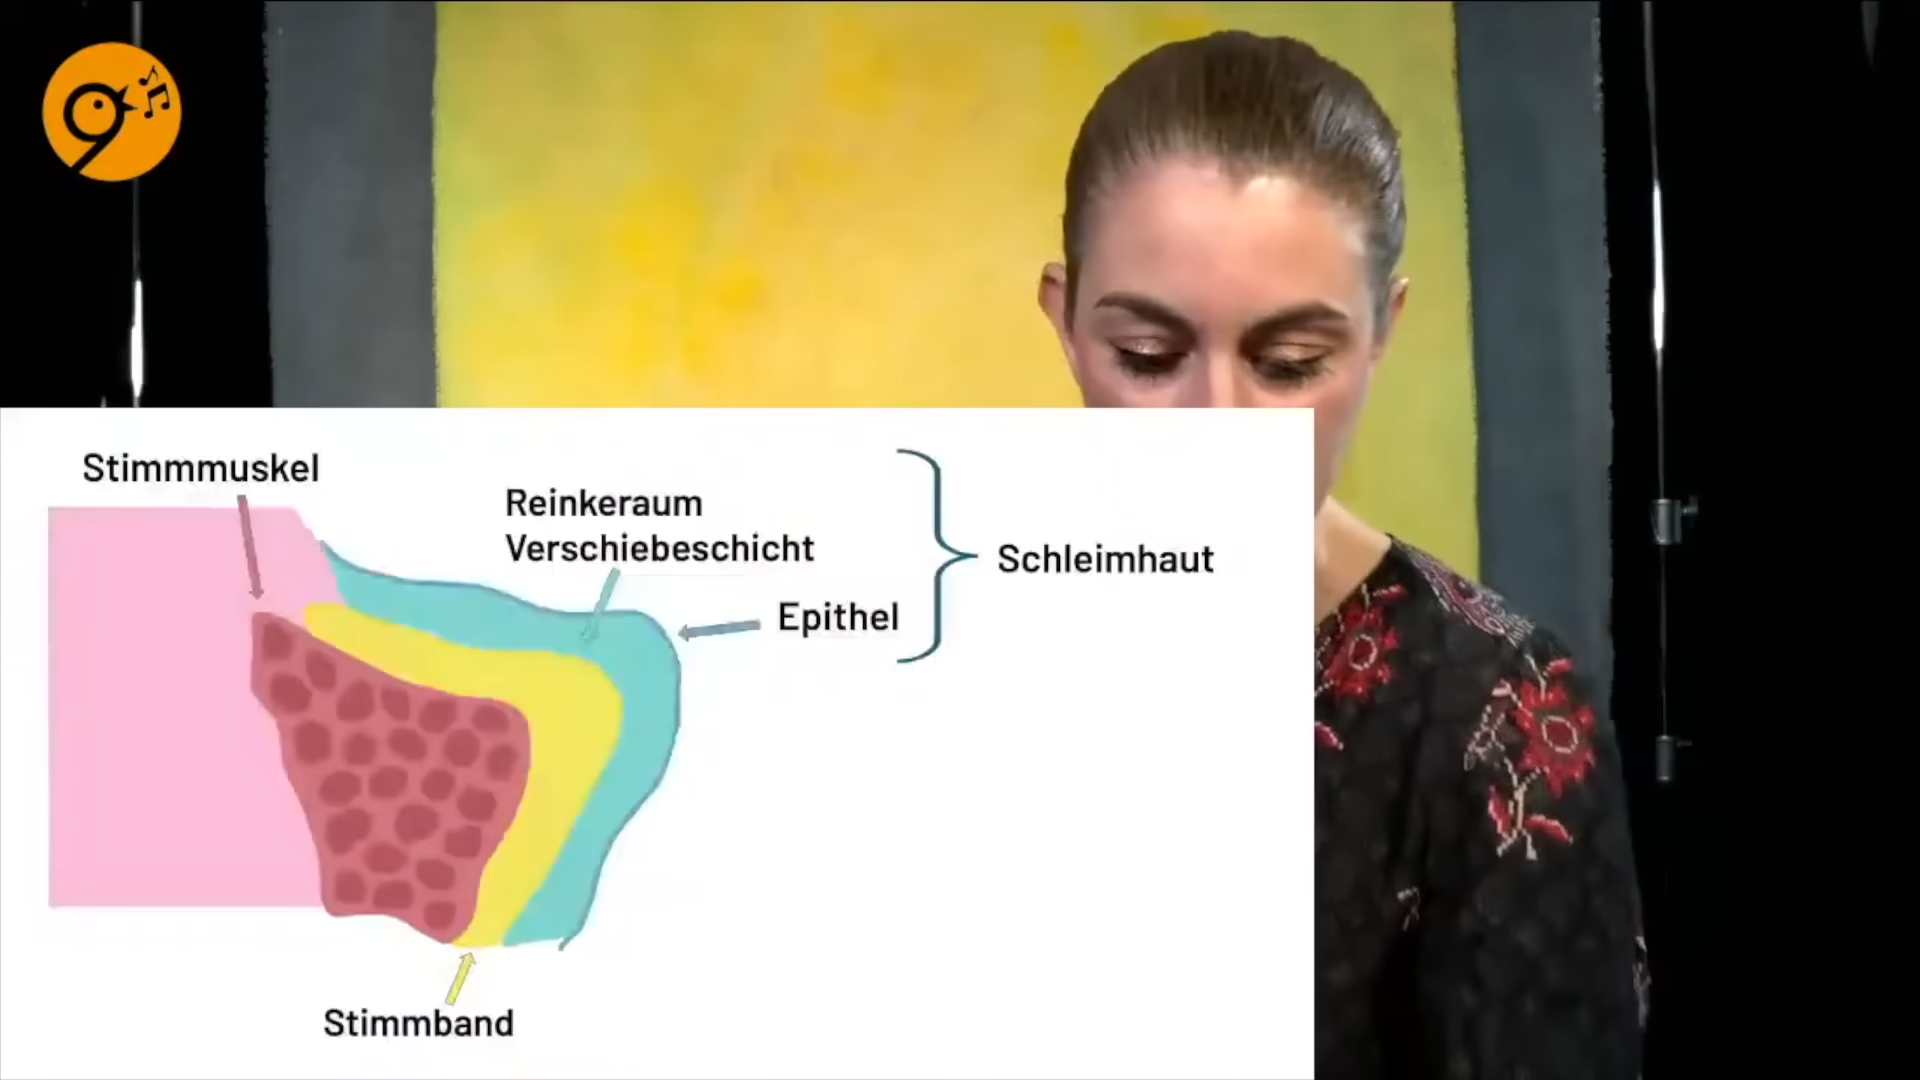 Stimmmuskel
Reinkeraum
Verschiebeschicht
Epithel
Schleimhaut
Stimmband